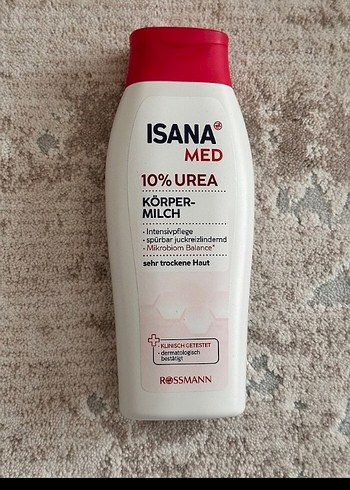 ISANA
MED
10% UREA
KÖRPER-
MILCH
• Intensivpflege
• spürbar juckreizlindernd
• Mikrobiom Balance*
sehr trockene Haut
• KLINISCH GETESTET
• dermatologisch
bestätigt
ROSSMANN